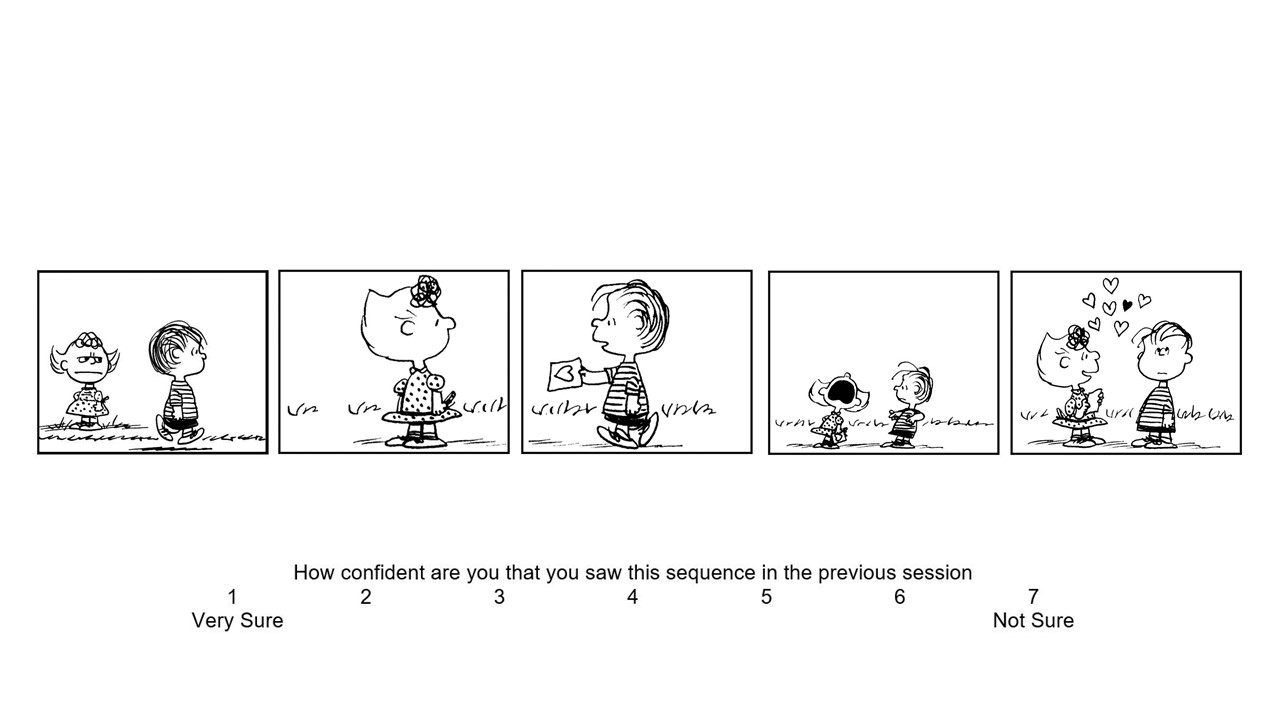 How confident are you that you saw this sequence in the previous session
1 2 3 4 5 6 7
Very Sure Not Sure